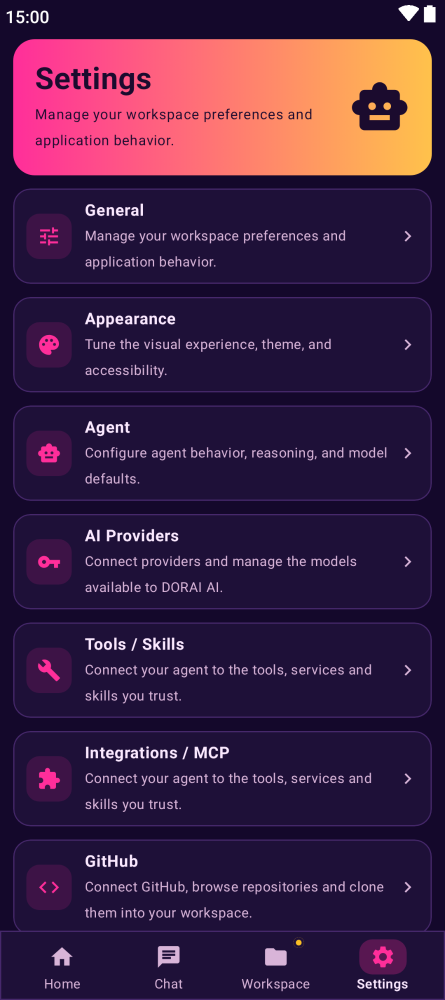 15:00
Settings
Manage your workspace preferences and
application behavior.
General
Manage your workspace preferences and
application behavior.
Appearance
Tune the visual experience, theme, and
accessibility.
Agent
Configure agent behavior, reasoning, and model
defaults.
AI Providers
Connect providers and manage the models
available to DORAI AI.
Tools / Skills
Connect your agent to the tools, services and
skills you trust.
Integrations / MCP
Connect your agent to the tools, services and
skills you trust.
GitHub
Connect GitHub, browse repositories and clone
them into your workspace.
Home
Chat
Workspace
Settings